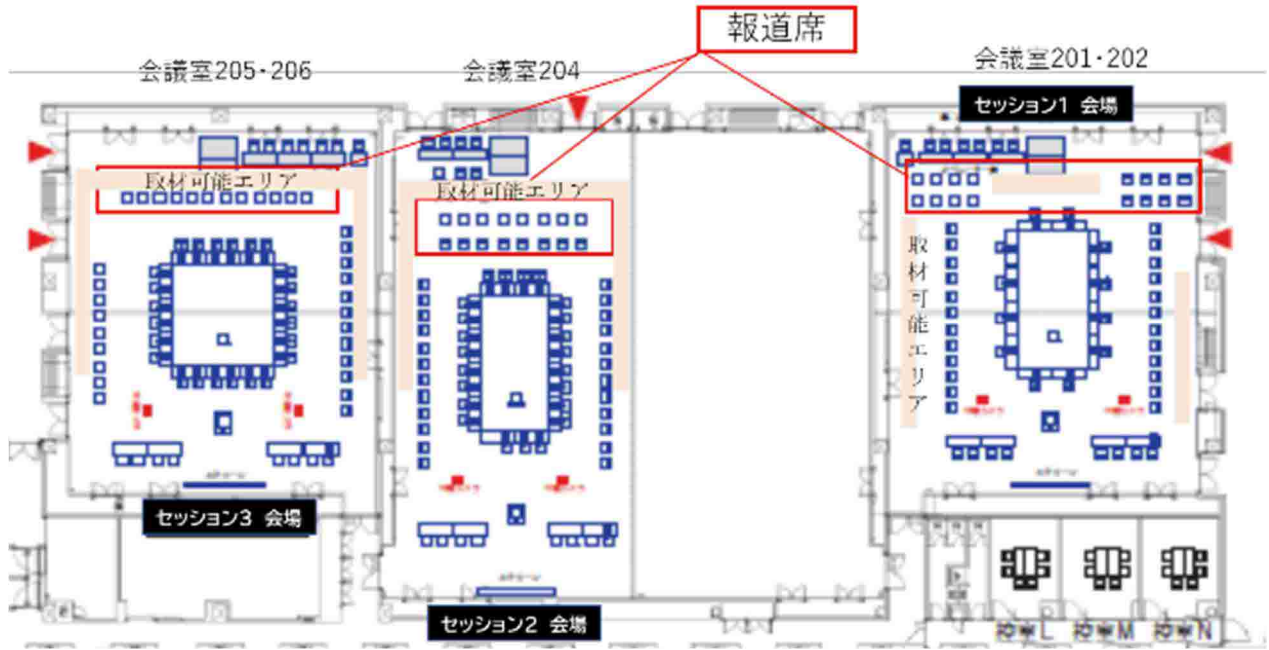 報道席
会議室205・206
会議室204
会議室201・202
セッション1 会場
取材可能エリア
取材可能エリア
取材可能エリア
セッション3 会場
セッション2 会場
控室L
控室M
控室N